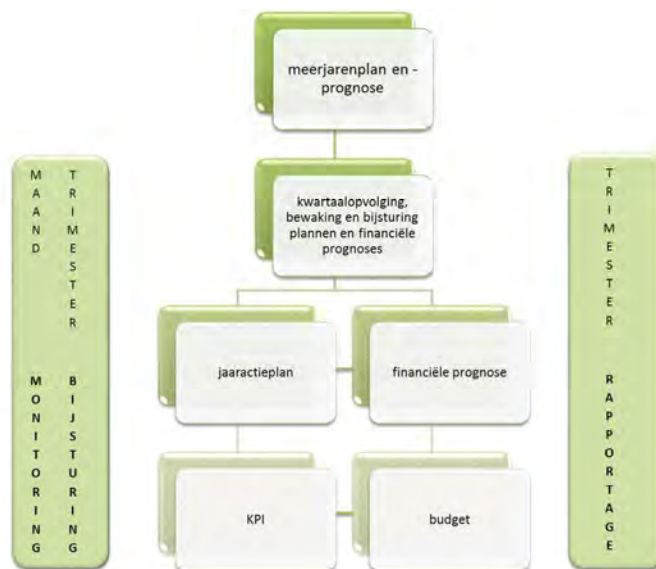 meerjarenplan en -
prognose
kwartaalopvolging,
bewaking en bijsturing
plannen en financiële
prognoses
jaaractieplan
financiële prognose
KPI
budget
MAAND MONITORING
TRIMESTER BIJSTURING
TRIMESTER RAPPORTAGE